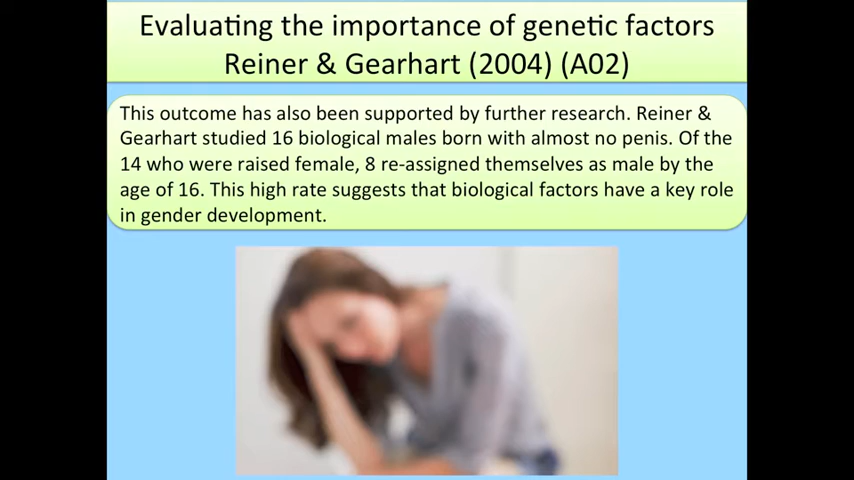 Evaluating the importance of genetic factors
Reiner & Gearhart (2004) (A02)
This outcome has also been supported by further research. Reiner &
Gearhart studied 16 biological males born with almost no penis. Of the
14 who were raised female, 8 re-assigned themselves as male by the
age of 16. This high rate suggests that biological factors have a key role
in gender development.